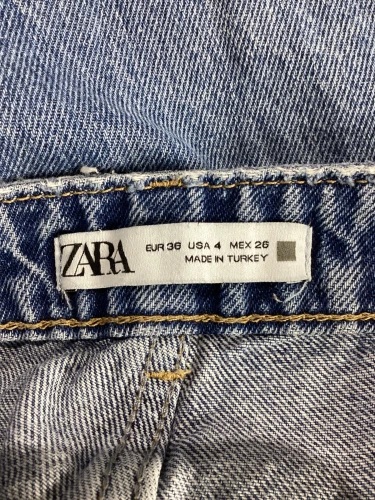 ZARA
EUR 36 USA 4 MEX 26
MADE IN TURKEY